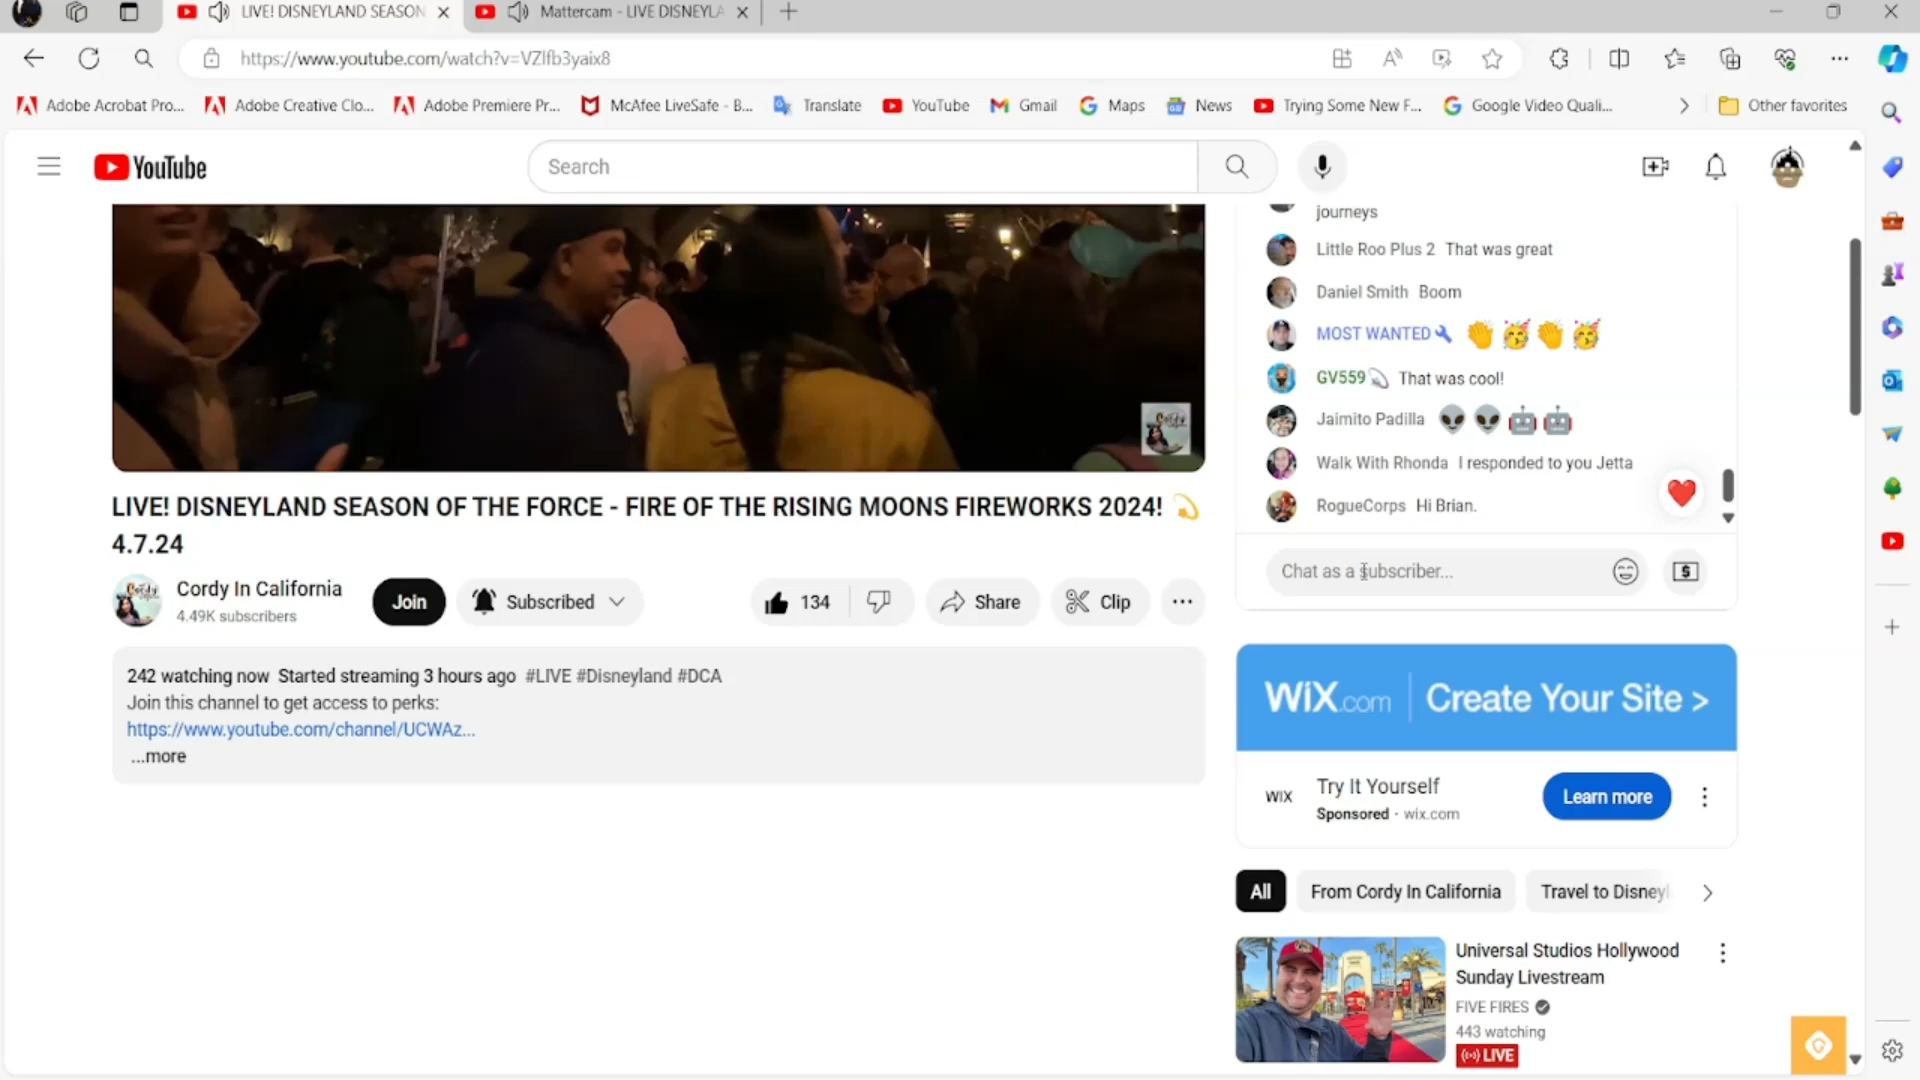 LIVE! DISNEYLAND SEASON
Mattercam - LIVE DISNEYLA
https://www.youtube.com/watch?v=VZlfb3yaix8
Adobe Acrobat Pro...
Adobe Creative Clo...
Adobe Premiere Pr...
McAfee LiveSafe - B...
Translate
YouTube
Gmail
Maps
News
Trying Some New F...
Google Video Quali...
Other favorites
YouTube
Search
journeys
Little Roo Plus 2 That was great
Daniel Smith Boom
MOST WANTED🔧 👏🥳👏🥳
GV559💫 That was cool!
Jaimito Padilla 👽👽🤖🤖
Walk With Rhonda I responded to you Jetta
RogueCorps Hi Brian.
Chat as a subscriber...
LIVE! DISNEYLAND SEASON OF THE FORCE - FIRE OF THE RISING MOONS FIREWORKS 2024! 💫
4.7.24
Cordy In California
4.49K subscribers
Join
Subscribed
134
Share
Clip
242 watching now Started streaming 3 hours ago #LIVE #Disneyland #DCA
Join this channel to get access to perks:
https://www.youtube.com/channel/UCWAz...
...more
WiX.com | Create Your Site >
WIX
Try It Yourself
Sponsored · wix.com
Learn more
All
From Cordy In California
Travel to Disneyl
Universal Studios Hollywood
Sunday Livestream
FIVE FIRES
443 watching
LIVE